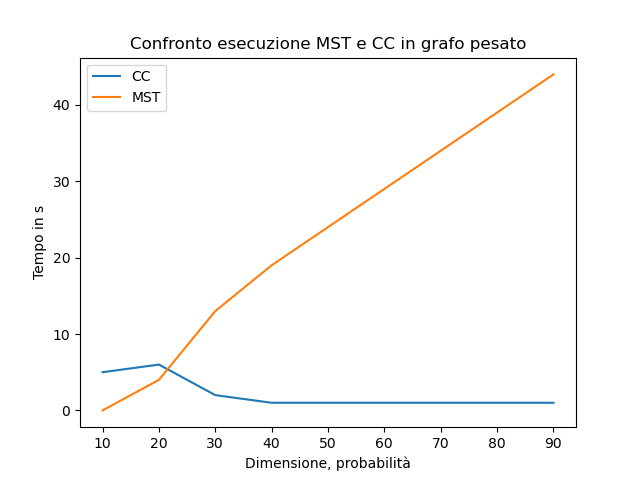 Confronto esecuzione MST e CC in grafo pesato
CC
MST
Tempo in s
40
30
20
10
0
10 20 30 40 50 60 70 80 90
Dimensione, probabilità